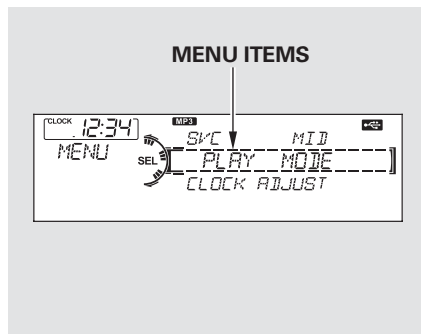 MENU ITEMS
CLOCK 12:34 MP3
SVC MID
MENU SEL PLAY MODE
CLOCK ADJUST